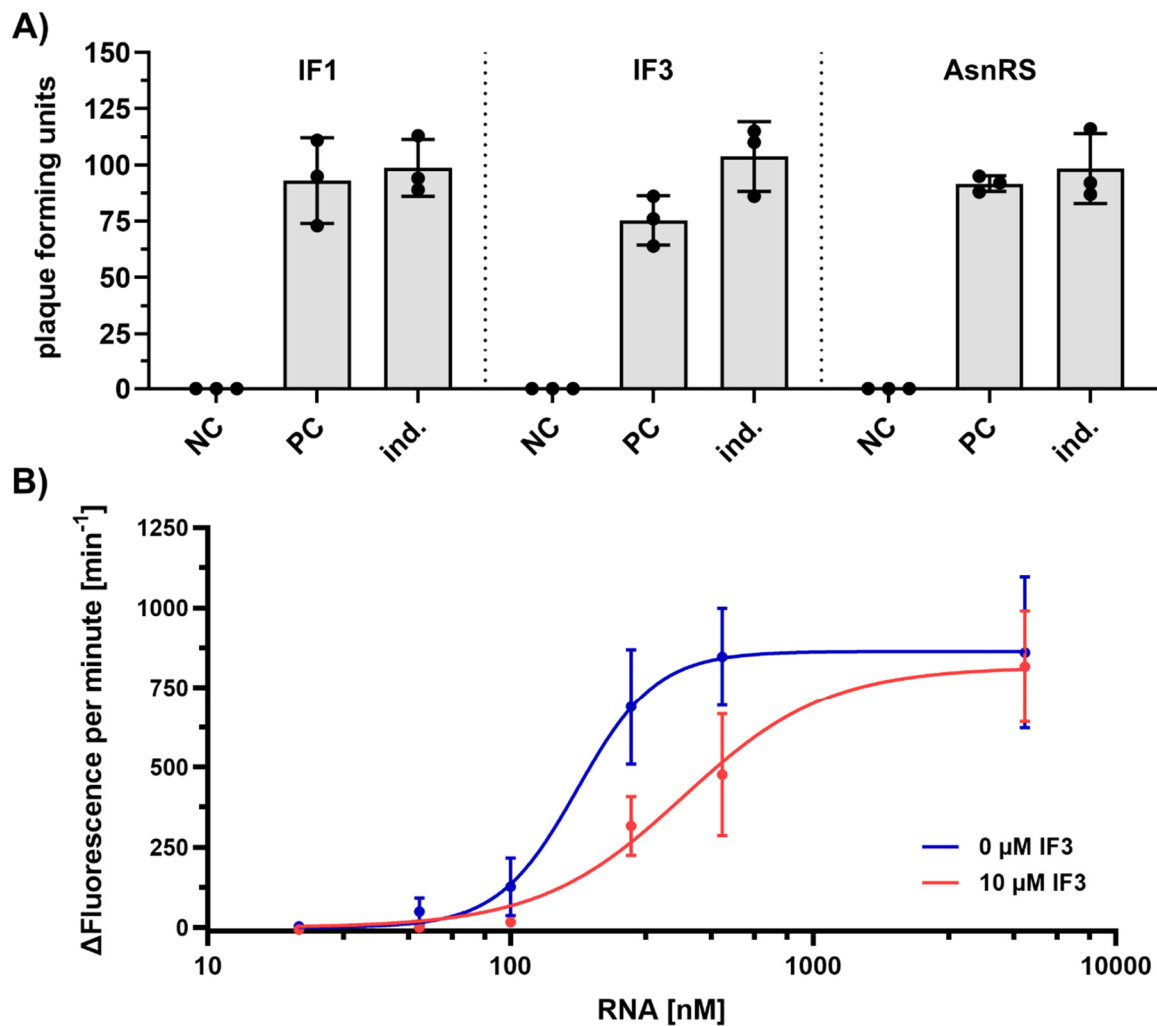 A)
plaque forming units
150
125
100
75
50
25
0
IF1
IF3
AsnRS
NC
PC
ind.
NC
PC
ind.
NC
PC
ind.
B)
ΔFluorescence per minute [min⁻¹]
1250
1000
750
500
250
0
0 µM IF3
10 µM IF3
10
100
1000
10000
RNA [nM]